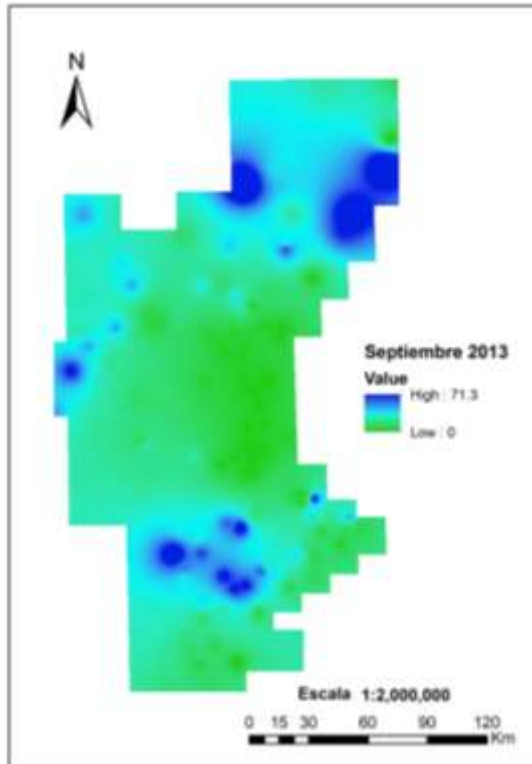 N
Septiembre 2013
Value
High : 71.3
Low : 0
Escala 1:2,000,000
0 15 30 60 90 120
Km